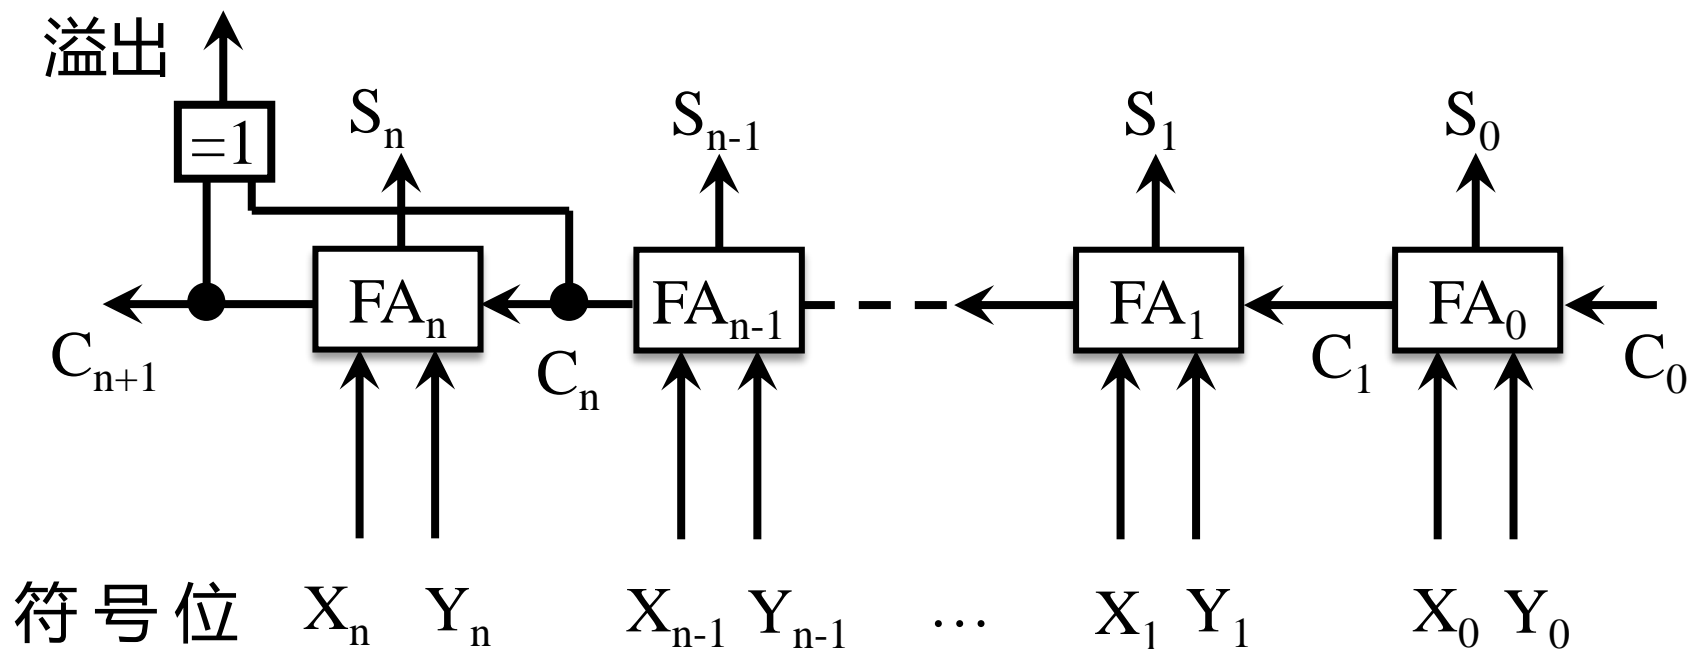 溢出
=1
Sn Sn-1 S1 S0
FAn FAn-1 FA1 FA0
Cn+1 Cn C1 C0
符号位 Xn Yn Xn-1 Yn-1 … X1 Y1 X0 Y0